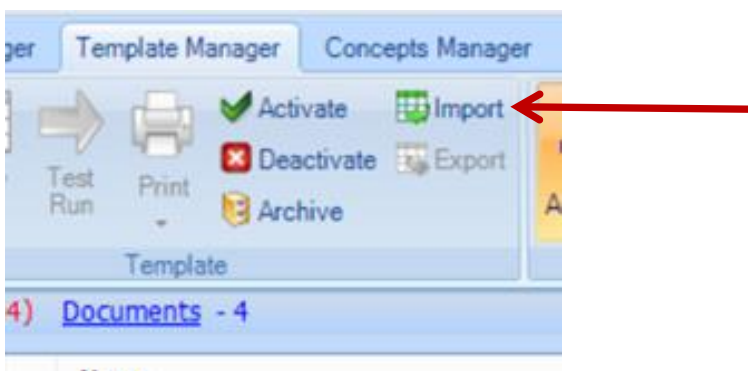 ger Template Manager Concepts Manager
Activate Import
Test Run Print Deactivate Export
Archive A
Template
4) Documents - 4